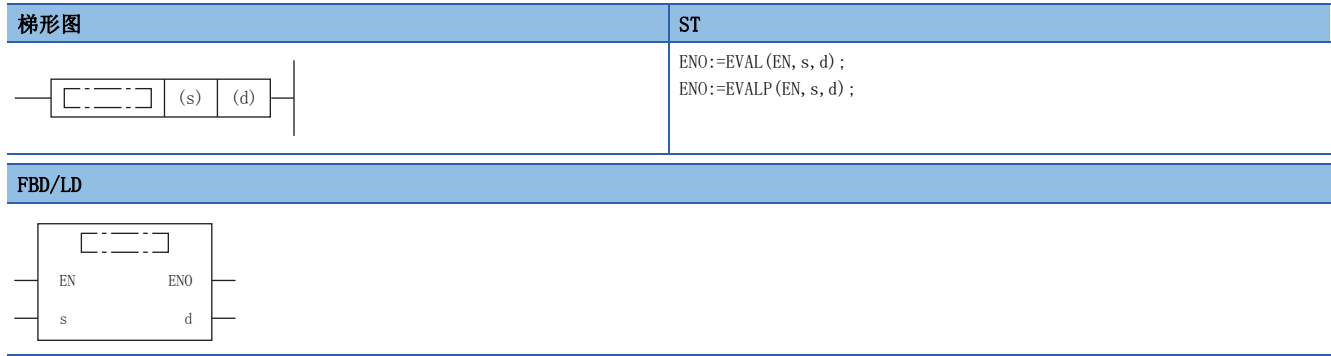 梯形图
ST
(s) (d)
ENO:=EVAL(EN,s,d);
ENO:=EVALP(EN,s,d);
FBD/LD
EN ENO
s d